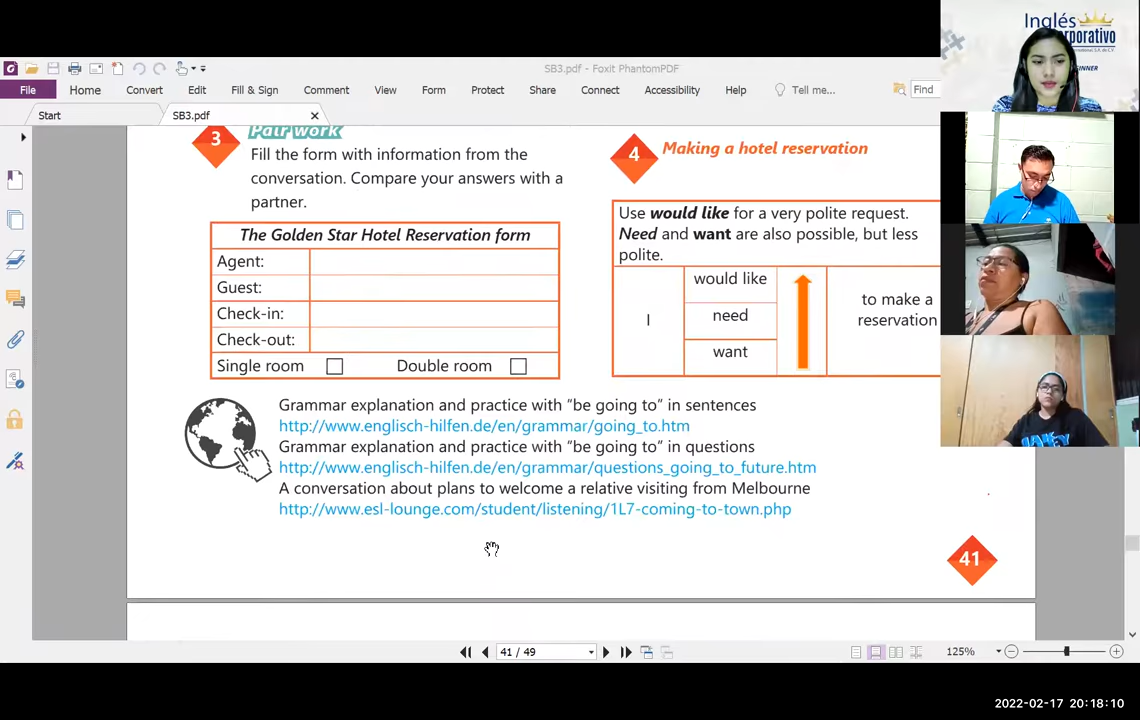 Inglés
orporativo
SB3.pdf - Foxit PhantomPDF
File Home Convert Edit Fill & Sign Comment View Form Protect Share Connect Accessibility Help Tell me... Find
Start SB3.pdf
3 Pair work
Fill the form with information from the
conversation. Compare your answers with a
partner.
The Golden Star Hotel Reservation form
Agent:
Guest:
Check-in:
Check-out:
Single room Double room
4 Making a hotel reservation
Use would like for a very polite request.
Need and want are also possible, but less
polite.
I
would like
need
want
to make a
reservation
Grammar explanation and practice with “be going to” in sentences
http://www.englisch-hilfen.de/en/grammar/going_to.htm
Grammar explanation and practice with “be going to” in questions
http://www.englisch-hilfen.de/en/grammar/questions_going_to_future.htm
A conversation about plans to welcome a relative visiting from Melbourne
http://www.esl-lounge.com/student/listening/1L7-coming-to-town.php
41
41 / 49
125%
2022-02-17 20:18:10